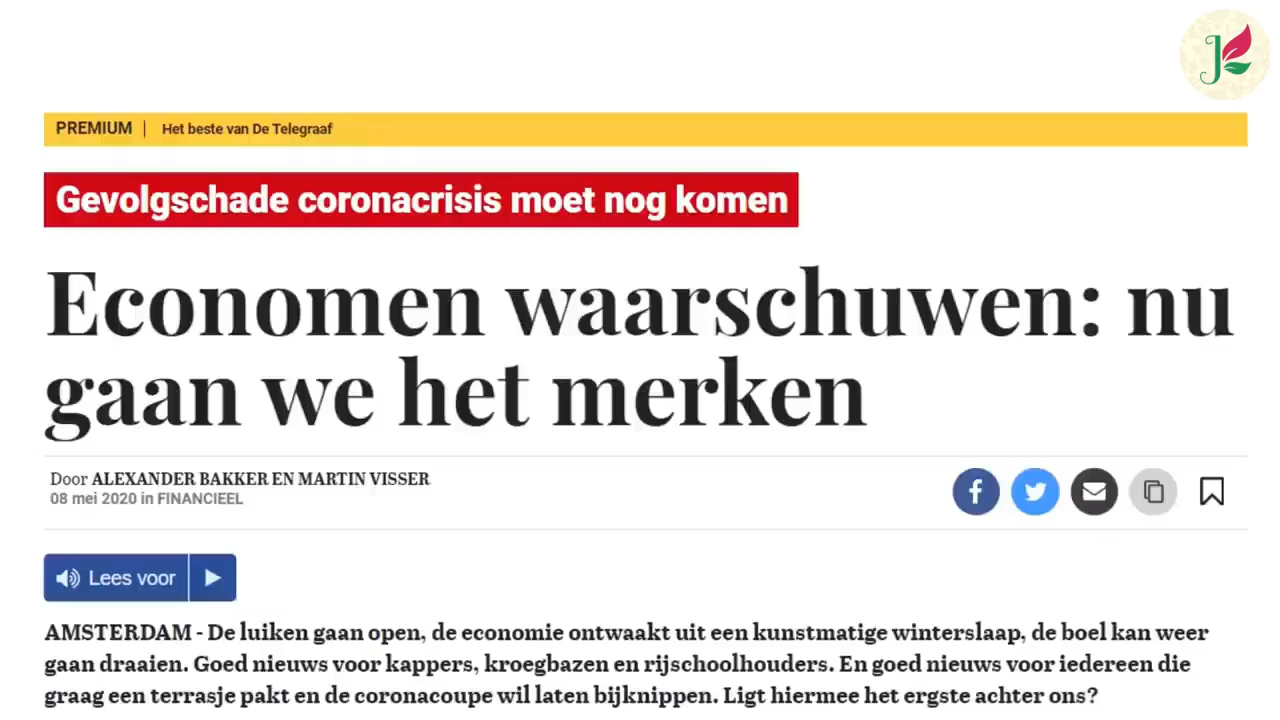 PREMIUM | Het beste van De Telegraaf
Gevolgschade coronacrisis moet nog komen
Economen waarschuwen: nu
gaan we het merken
Door ALEXANDER BAKKER EN MARTIN VISSER
08 mei 2020 in FINANCIEEL
Lees voor
AMSTERDAM - De luiken gaan open, de economie ontwaakt uit een kunstmatige winterslaap, de boel kan weer
gaan draaien. Goed nieuws voor kappers, kroegbazen en rijschoolhouders. En goed nieuws voor iedereen die
graag een terrasje pakt en de coronacoupe wil laten bijknippen. Ligt hiermee het ergste achter ons?